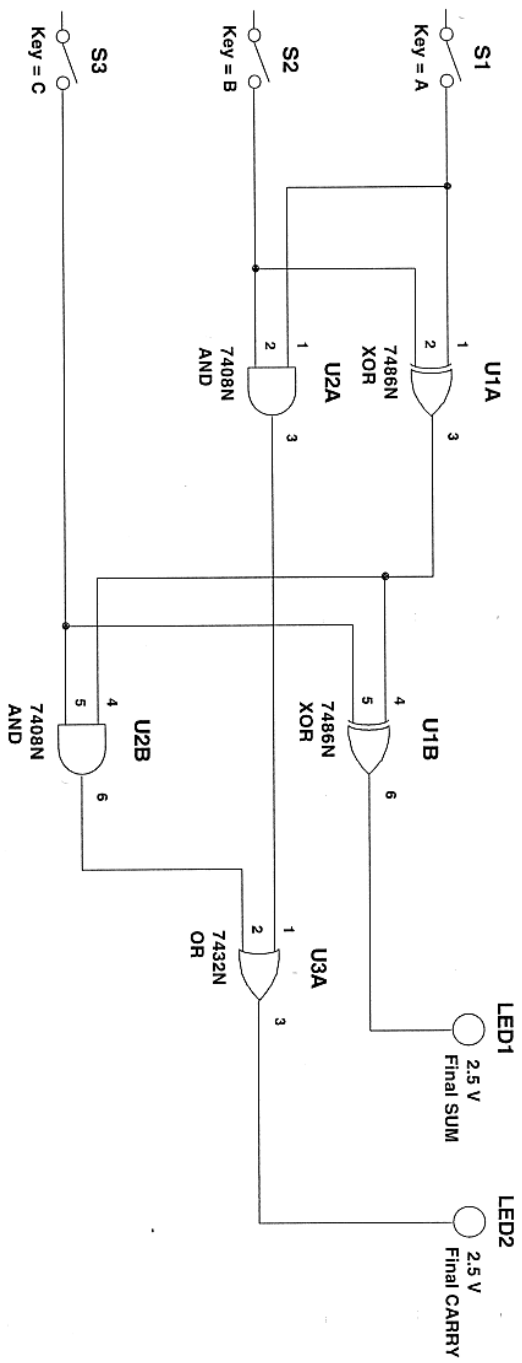 S1
Key = A
S2
Key = B
S3
Key = C
U1A
1
2
3
7486N
XOR
U2A
1
2
3
7408N
AND
U1B
4
5
6
7486N
XOR
U2B
4
5
6
7408N
AND
U3A
1
2
3
7432N
OR
LED1
2.5 V
Final SUM
LED2
2.5 V
Final CARRY